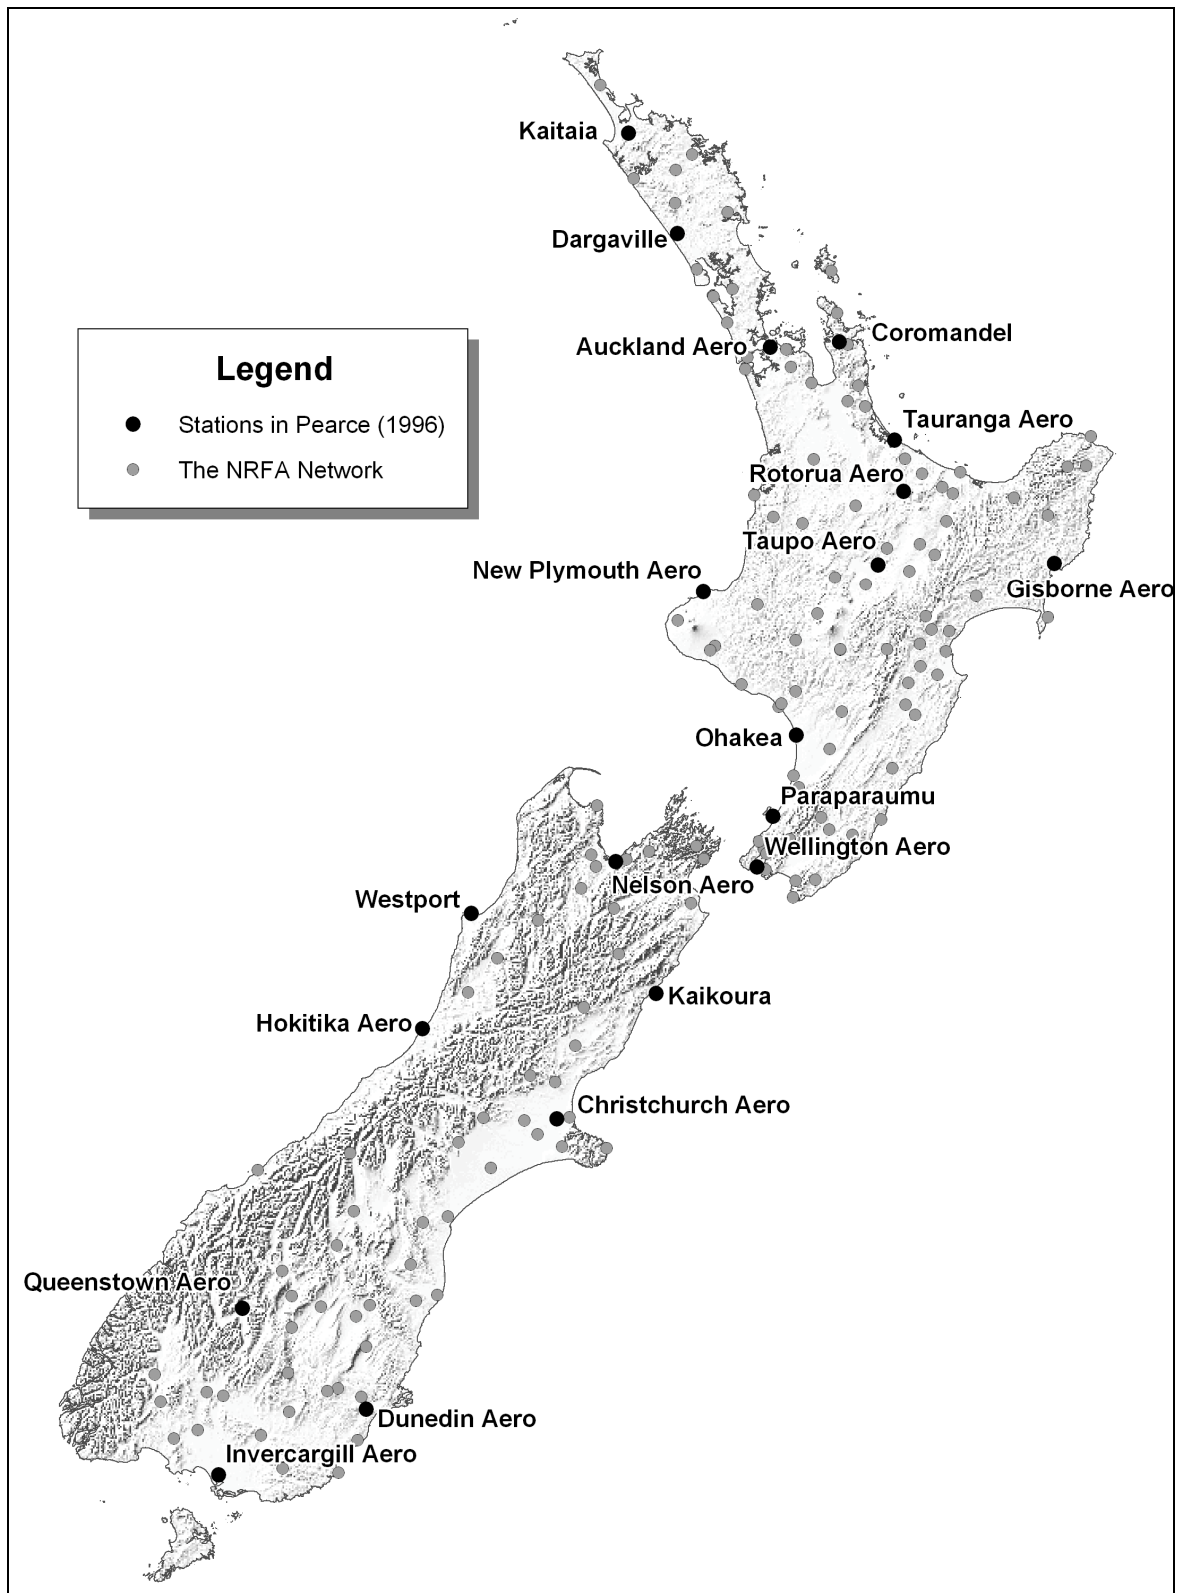 Kaitaia
Dargaville
Auckland Aero
Coromandel
Legend
Stations in Pearce (1996)
The NRFA Network
Tauranga Aero
Rotorua Aero
Taupo Aero
New Plymouth Aero
Gisborne Aero
Ohakea
Paraparaumu
Wellington Aero
Nelson Aero
Westport
Kaikoura
Hokitika Aero
Christchurch Aero
Queenstown Aero
Dunedin Aero
Invercargill Aero